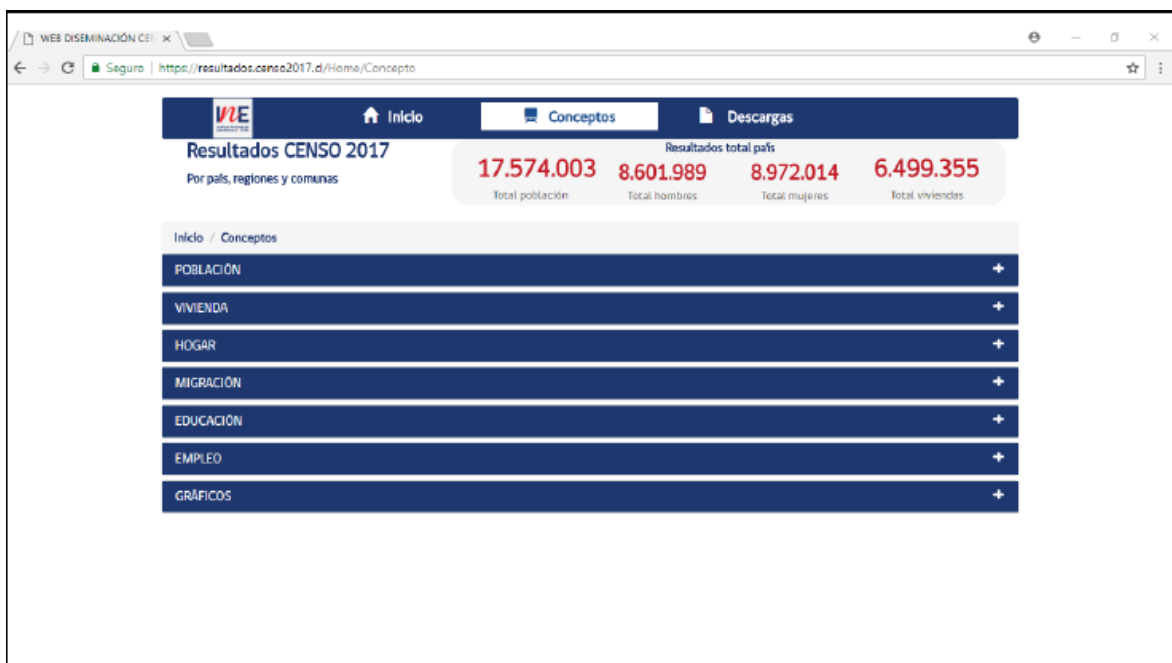 WEB DISEMINACIÓN CEN
Seguro | https://resultados.censo2017.cl/Home/Concepto
INE
Inicio
Conceptos
Descargas
Resultados CENSO 2017
Por país, regiones y comunas
Resultados total país
17.574.003
8.601.989
8.972.014
6.499.355
Total población
Total hombres
Total mujeres
Total viviendas
Inicio / Conceptos
POBLACIÓN
VIVIENDA
HOGAR
MIGRACIÓN
EDUCACIÓN
EMPLEO
GRÁFICOS